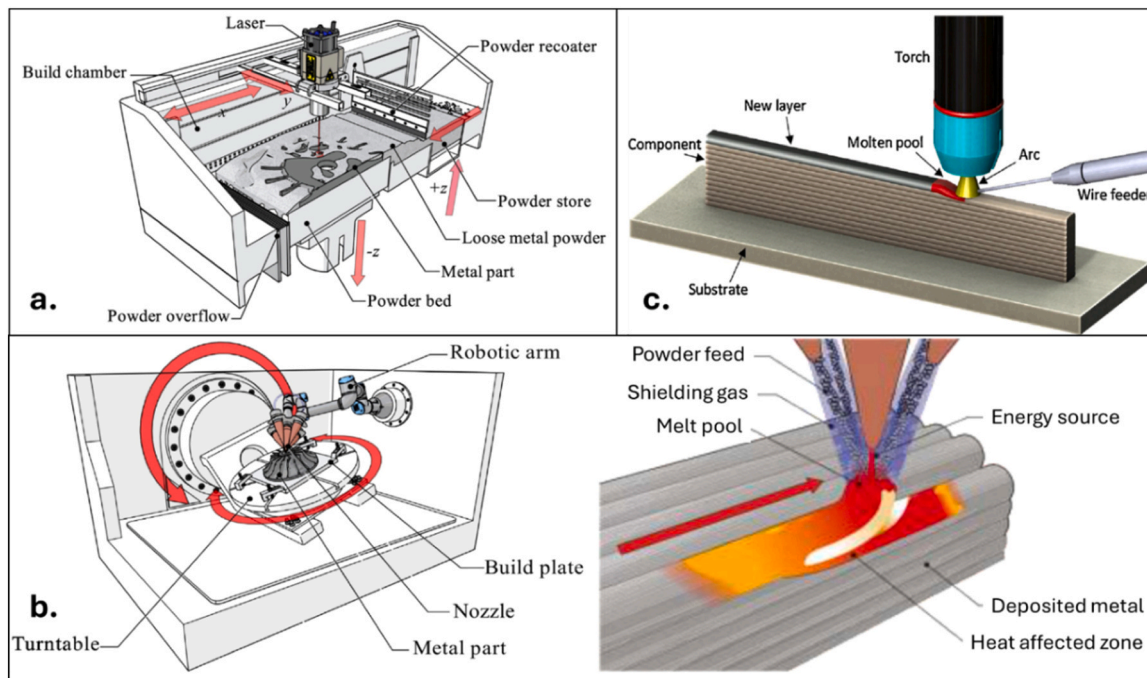 Laser
Powder recoater
Build chamber
x
y
+z
Powder store
Loose metal powder
-z
Metal part
Powder bed
Powder overflow
a.
Torch
New layer
Molten pool
Component
Arc
Wire feeder
Substrate
c.
Robotic arm
Build plate
Nozzle
Turntable
Metal part
b.
Powder feed
Shielding gas
Melt pool
Energy source
Deposited metal
Heat affected zone